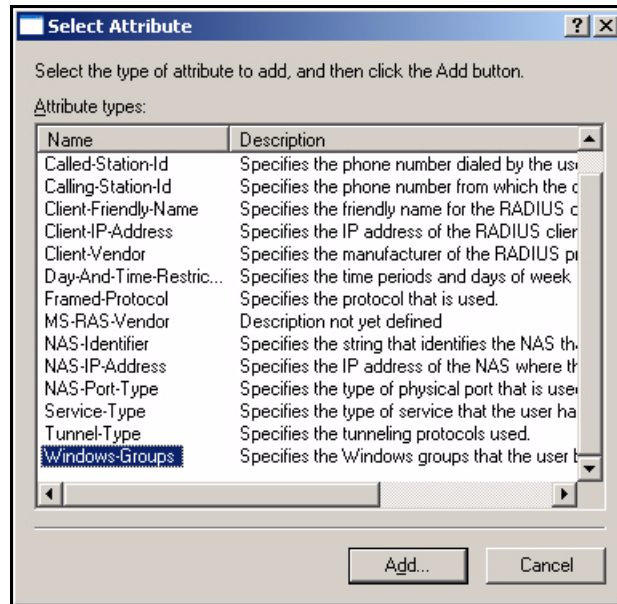 Select Attribute
Select the type of attribute to add, and then click the Add button.
Attribute types:
Name Description
Called-Station-Id Specifies the phone number dialed by the use
Calling-Station-Id Specifies the phone number from which the c
Client-Friendly-Name Specifies the friendly name for the RADIUS c
Client-IP-Address Specifies the IP address of the RADIUS clier
Client-Vendor Specifies the manufacturer of the RADIUS pr
Day-And-Time-Restric... Specifies the time periods and days of week
Framed-Protocol Specifies the protocol that is used.
MS-RAS-Vendor Description not yet defined
NAS-Identifier Specifies the string that identifies the NAS tha
NAS-IP-Address Specifies the IP address of the NAS where th
NAS-Port-Type Specifies the type of physical port that is used
Service-Type Specifies the type of service that the user ha
Tunnel-Type Specifies the tunneling protocols used.
Windows-Groups Specifies the Windows groups that the user b
Add... Cancel